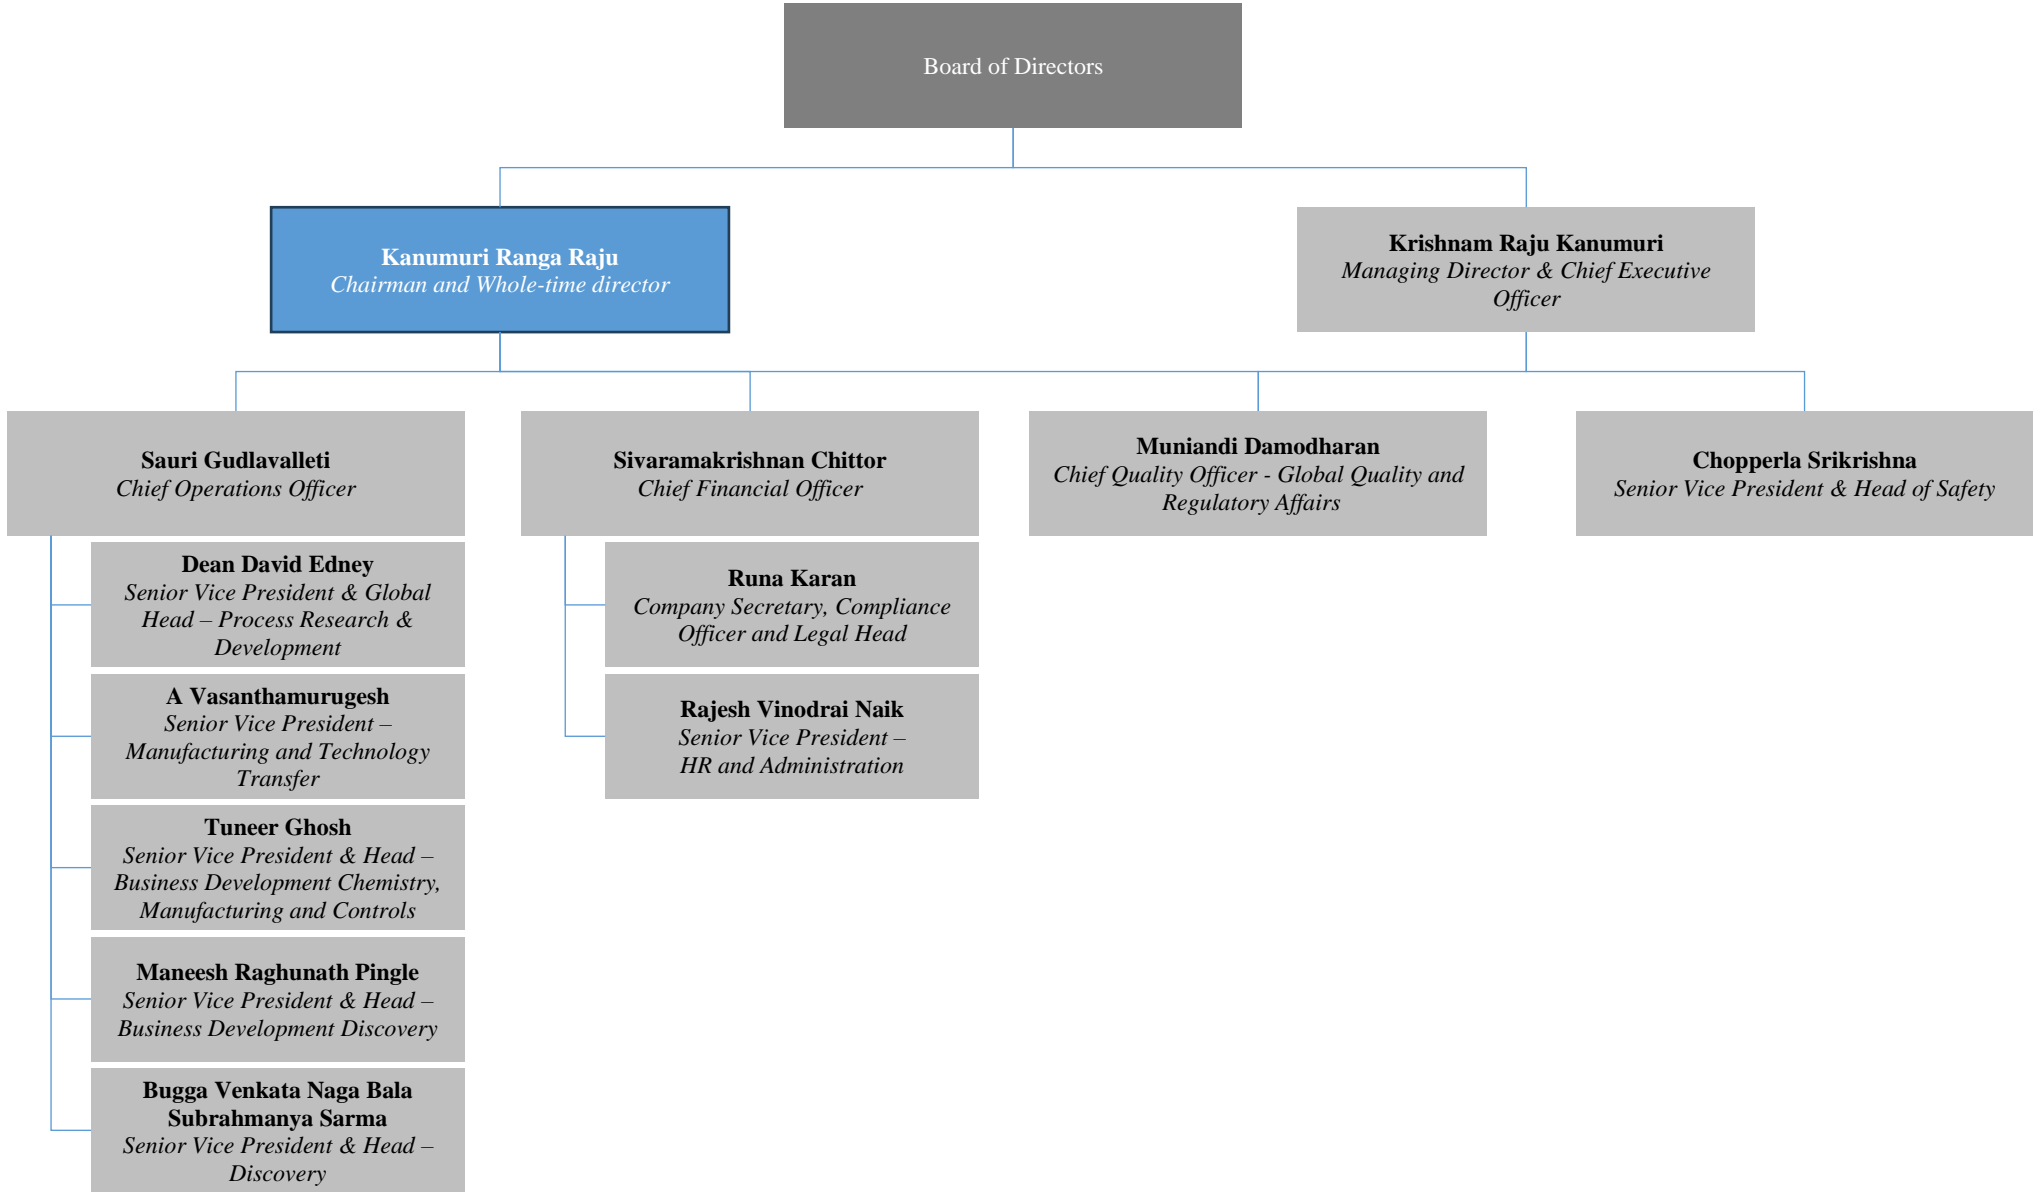 Board of Directors
Kanumuri Ranga Raju
Chairman and Whole-time director
Krishnam Raju Kanumuri
Managing Director & Chief Executive
Officer
Sauri Gudlavalleti
Chief Operations Officer
Sivaramakrishnan Chittor
Chief Financial Officer
Muniandi Damodharan
Chief Quality Officer - Global Quality and
Regulatory Affairs
Chopperla Srikrishna
Senior Vice President & Head of Safety
Dean David Edney
Senior Vice President & Global
Head – Process Research &
Development
A Vasanthamurugesh
Senior Vice President –
Manufacturing and Technology
Transfer
Tuneer Ghosh
Senior Vice President & Head –
Business Development Chemistry,
Manufacturing and Controls
Maneesh Raghunath Pingle
Senior Vice President & Head –
Business Development Discovery
Bugga Venkata Naga Bala
Subrahmanya Sarma
Senior Vice President & Head –
Discovery
Runa Karan
Company Secretary, Compliance
Officer and Legal Head
Rajesh Vinodrai Naik
Senior Vice President –
HR and Administration